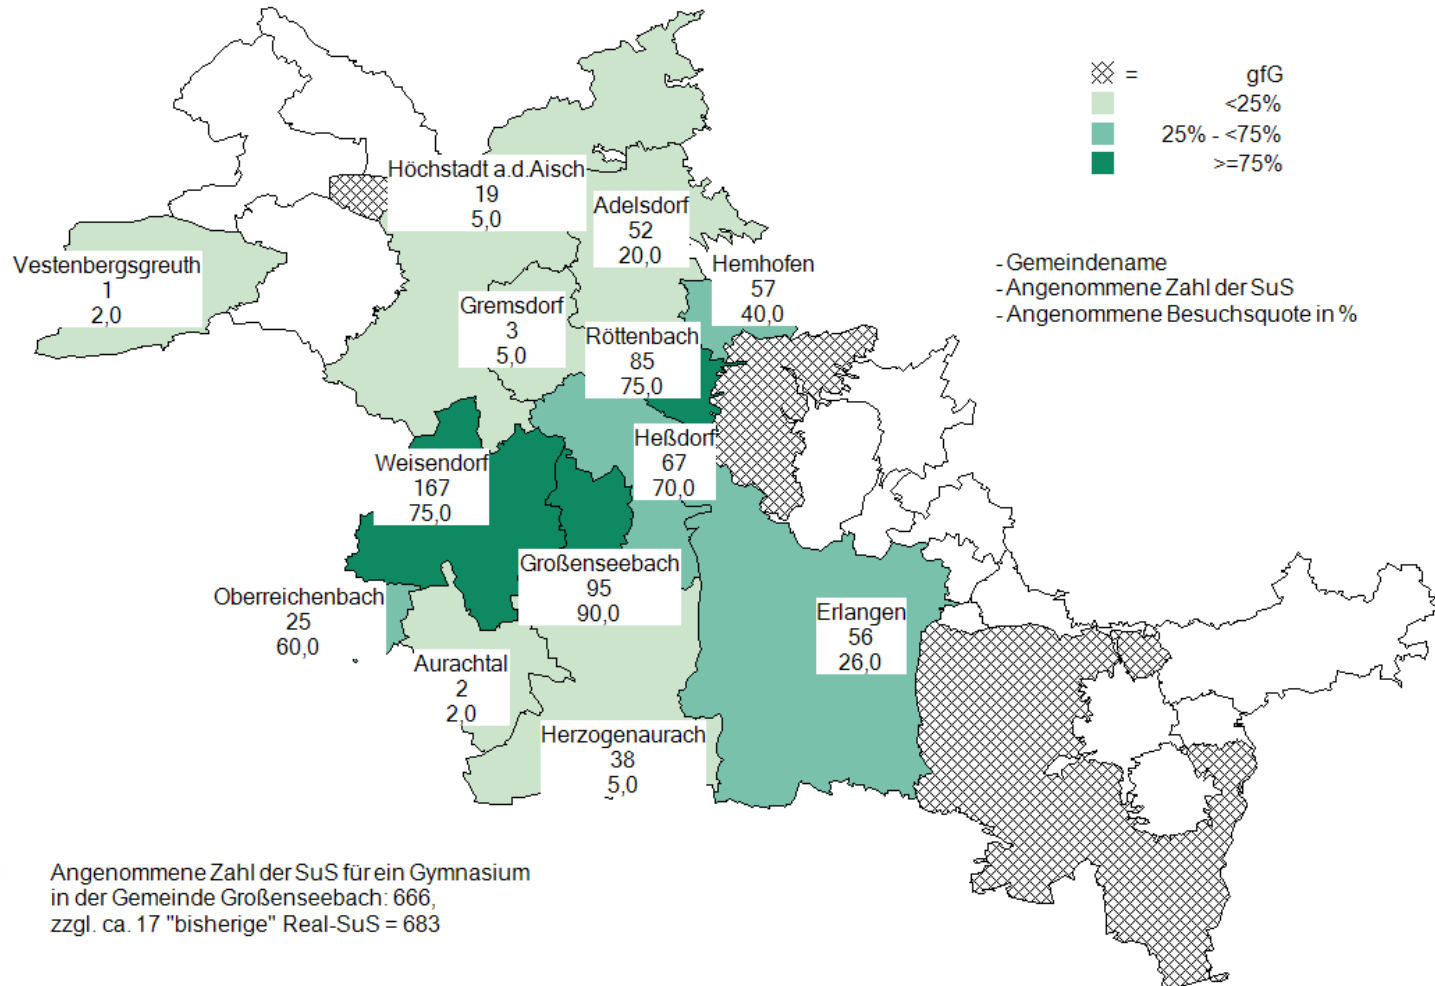 = gfG
<25%
25% - <75%
>=75%
Höchstadt a.d.Aisch
19
5,0
Adelsdorf
52
20,0
Vestenbergsgreuth
1
2,0
Hemhofen
57
40,0
- Gemeindename
- Angenommene Zahl der SuS
- Angenommene Besuchsquote in %
Gremsdorf
3
5,0
Röttenbach
85
75,0
Heßdorf
67
70,0
Weisendorf
167
75,0
Großenseebach
95
90,0
Oberreichenbach
25
60,0
Erlangen
56
26,0
Aurachtal
2
2,0
Herzogenaurach
38
5,0
Angenommene Zahl der SuS für ein Gymnasium
in der Gemeinde Großenseebach: 666,
zzgl. ca. 17 "bisherige" Real-SuS = 683